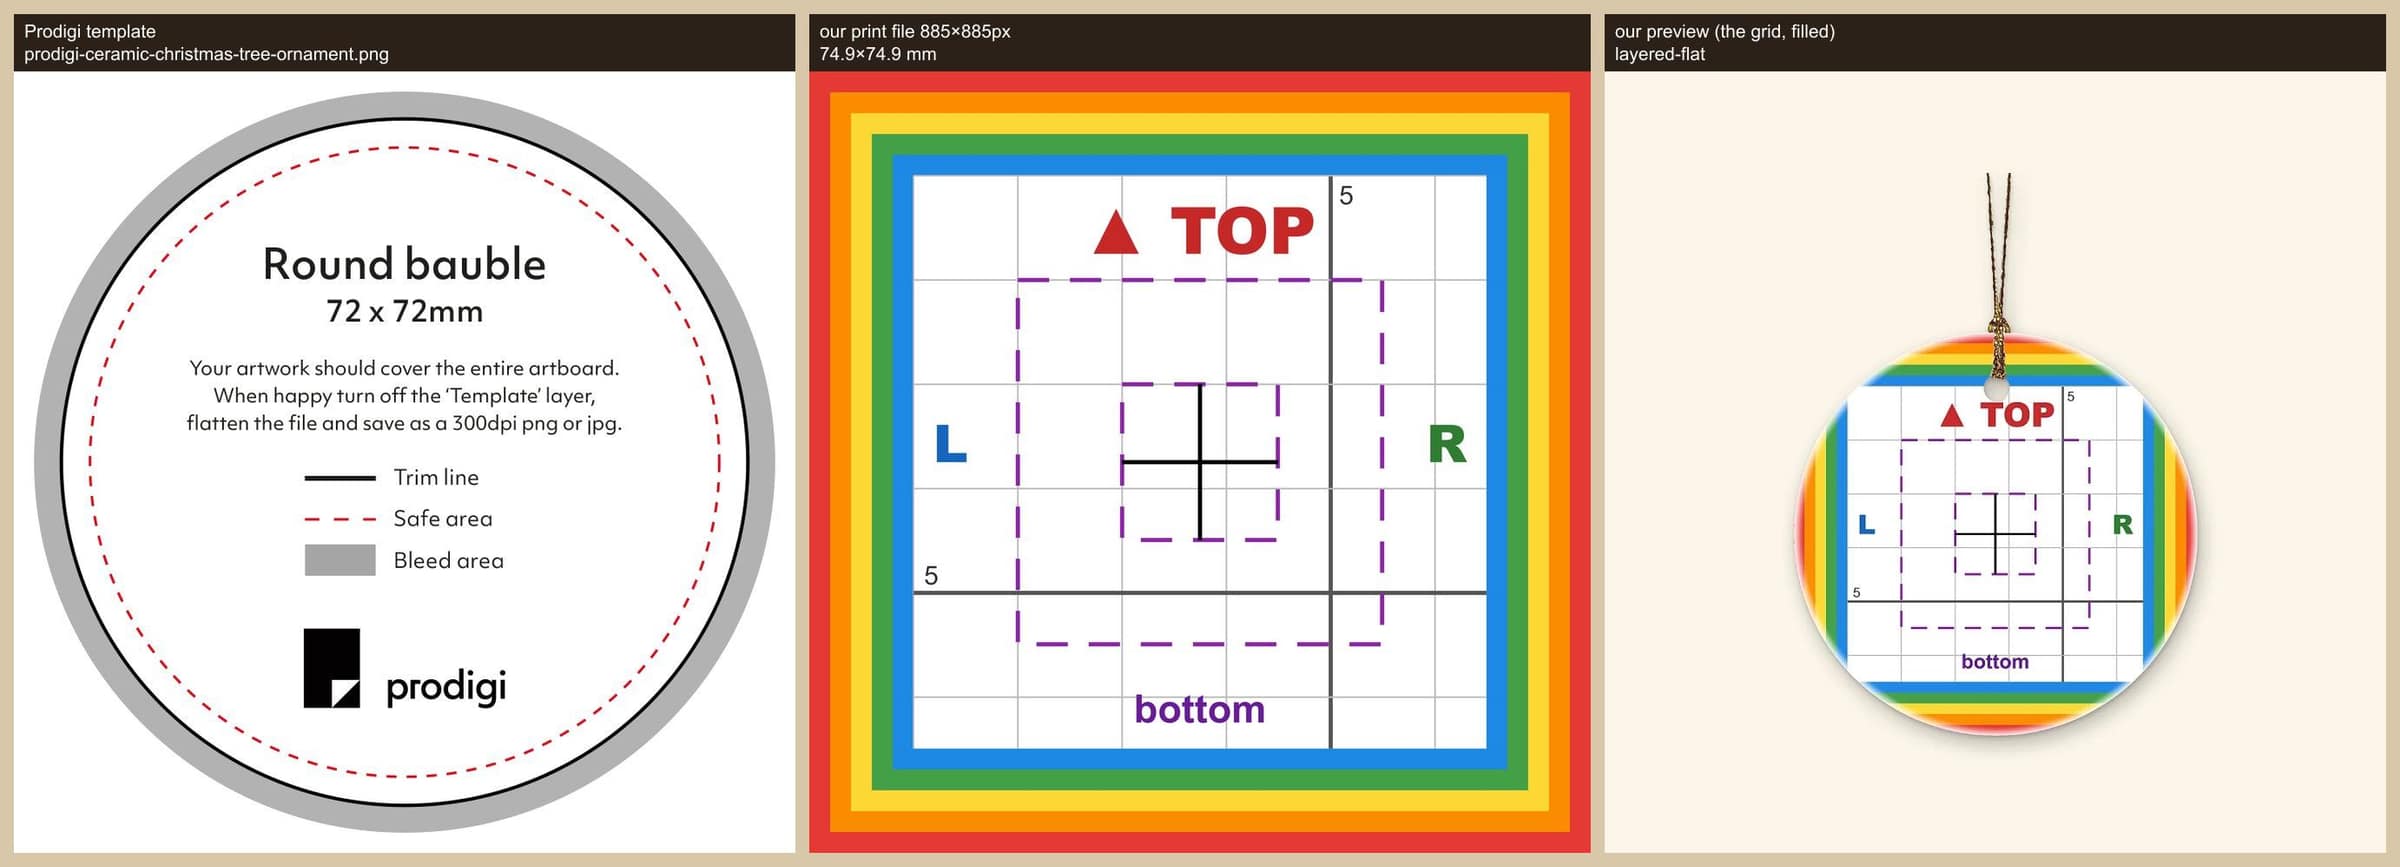 Prodigi template
prodigi-ceramic-christmas-tree-ornament.png
Round bauble
72 x 72mm
Your artwork should cover the entire artboard.
When happy turn off the ‘Template’ layer,
flatten the file and save as a 300dpi png or jpg.
Trim line
Safe area
Bleed area
prodigi
our print file 885×885px
74.9×74.9 mm
5
▲ TOP
L
R
5
bottom
our preview (the grid, filled)
layered-flat
5
▲ TOP
L
R
5
bottom